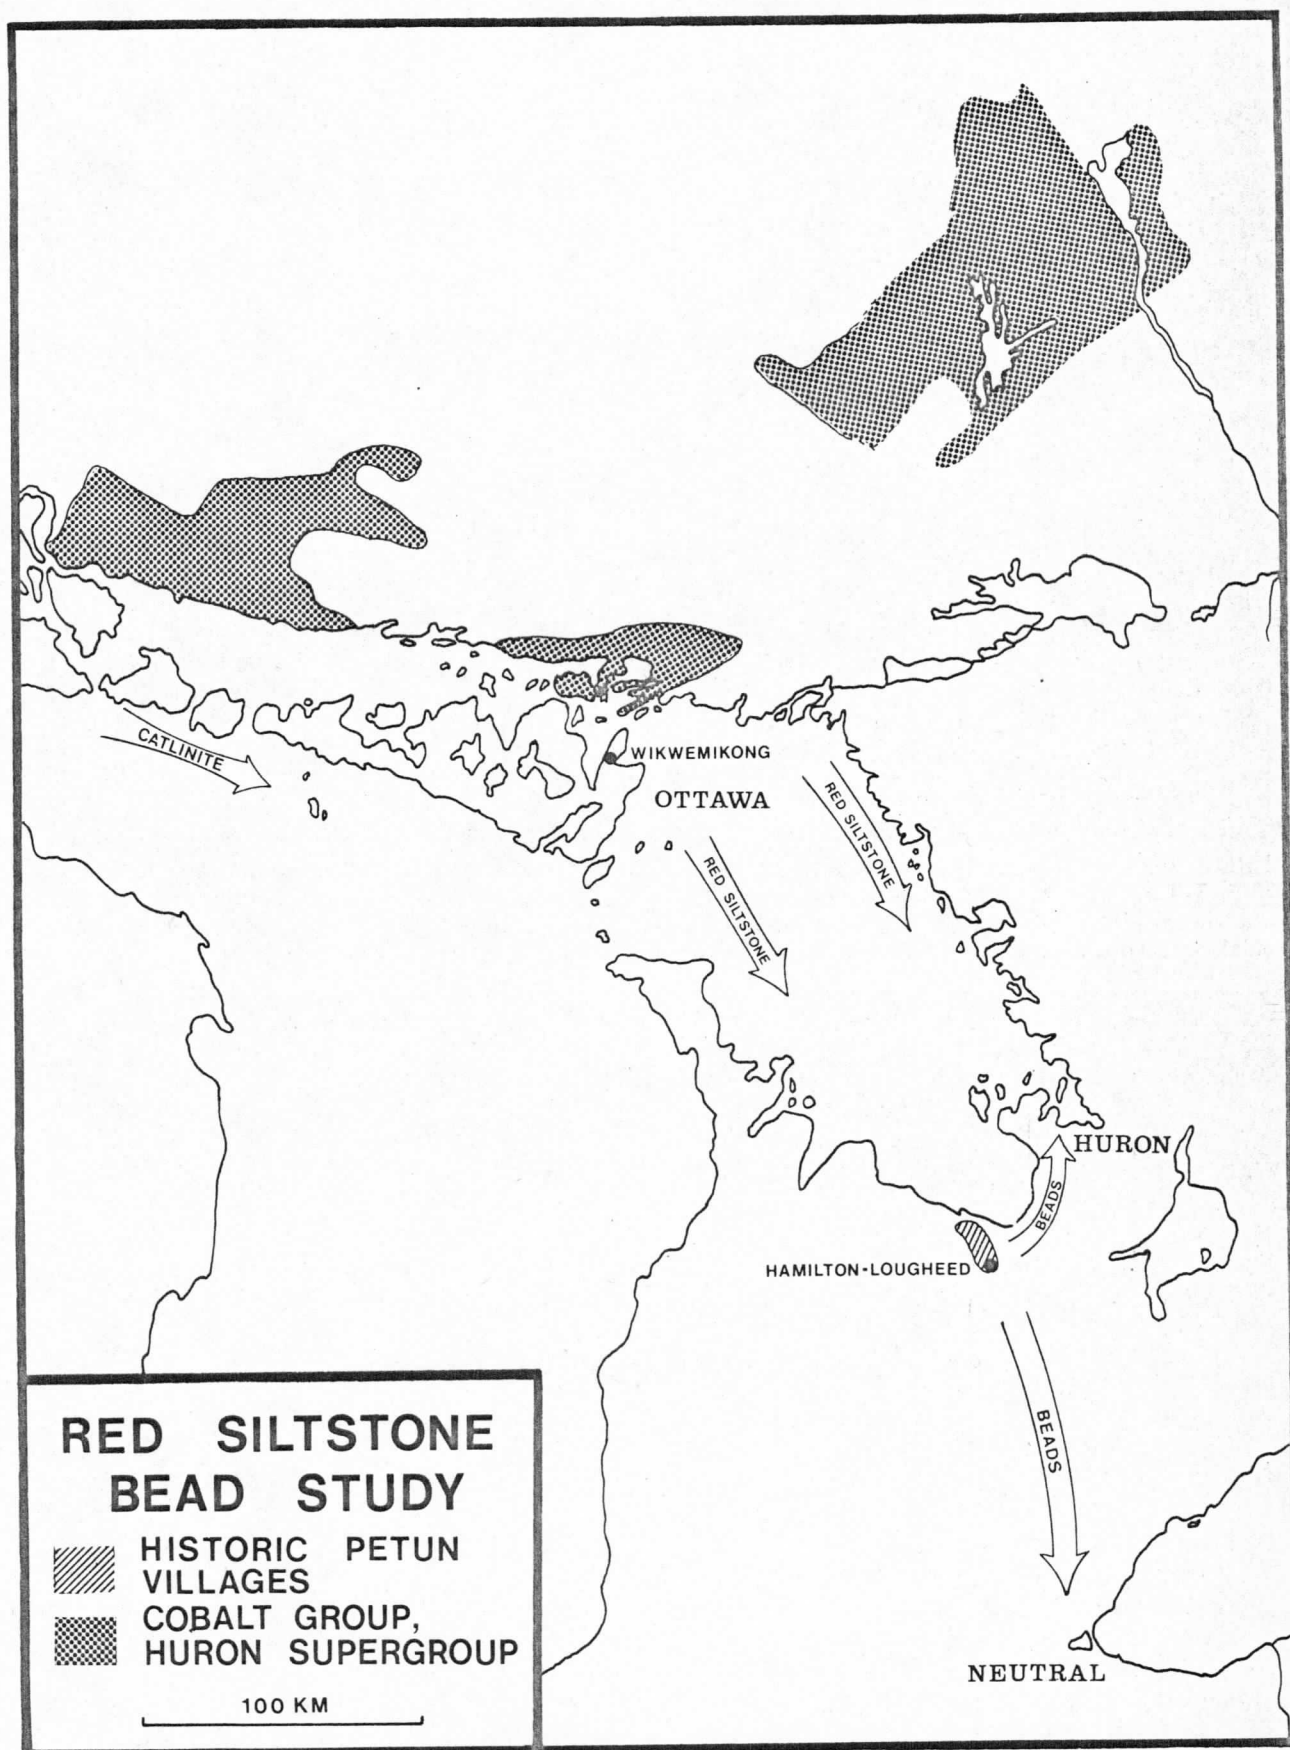 CATLINITE
WIKWEMIKONG
OTTAWA
RED SILTSTONE
RED SILTSTONE
HURON
BEADS
HAMILTON-LOUGHEED
BEADS
NEUTRAL
RED SILTSTONE
BEAD STUDY
HISTORIC PETUN
VILLAGES
COBALT GROUP,
HURON SUPERGROUP
100 KM